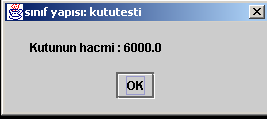 sınıf yapısı: kututesti
Kutunun hacmi : 6000.0
OK